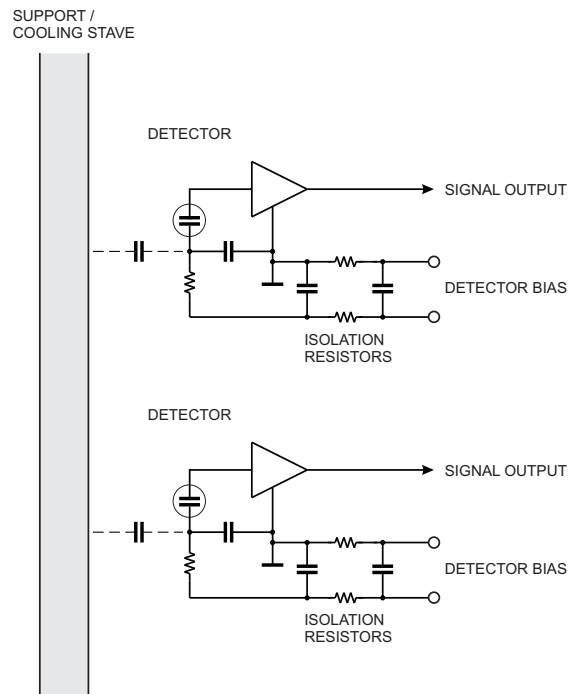 SUPPORT /
COOLING STAVE
DETECTOR
SIGNAL OUTPUT
DETECTOR BIAS
ISOLATION
RESISTORS
DETECTOR
SIGNAL OUTPUT
DETECTOR BIAS
ISOLATION
RESISTORS